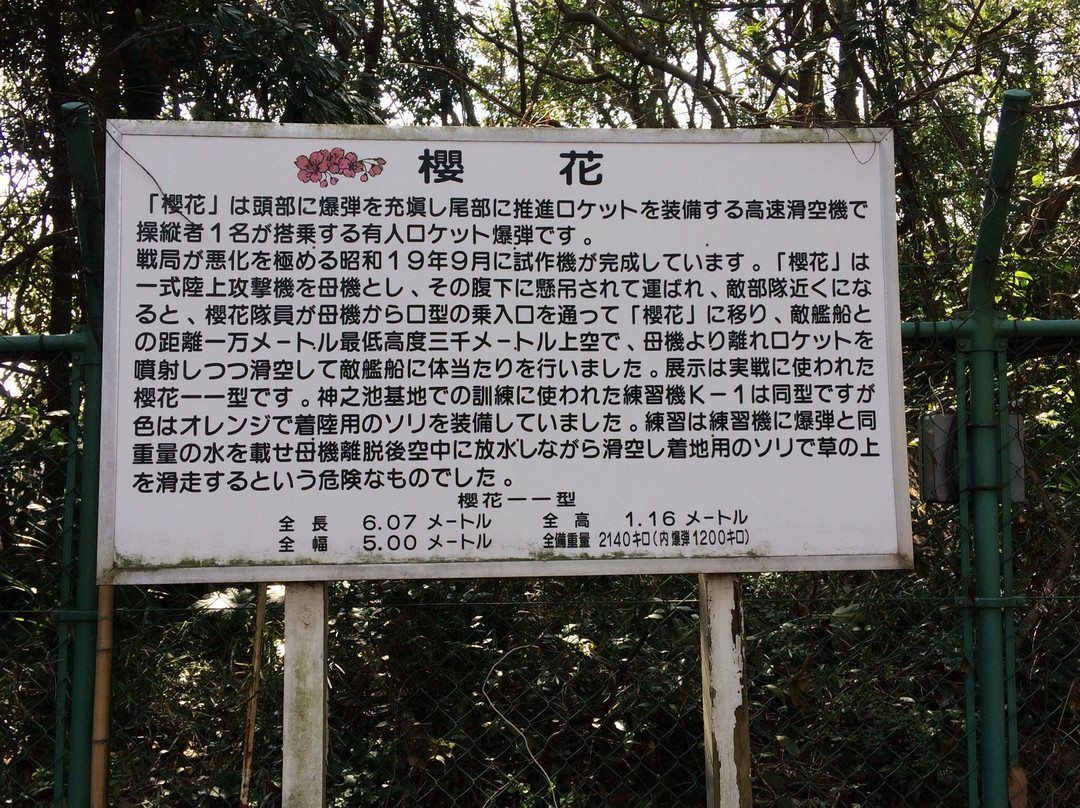 櫻花
「櫻花」は頭部に爆弾を充塡し尾部に推進ロケットを装備する高速滑空機で
操縦者1名が搭乗する有人ロケット爆弾です。
戦局が悪化を極める昭和19年9月に試作機が完成しています。「櫻花」は
一式陸上攻撃機を母機とし、その腹下に懸吊されて運ばれ、敵部隊近くにな
ると、櫻花隊員が母機から口型の乗入口を通って「櫻花」に移り、敵艦船と
の距離一万メートル最低高度三千メートル上空で、母機より離れロケットを
噴射しつつ滑空して敵艦船に体当たりを行いました。展示は実戦に使われた
櫻花一一型です。神之池基地での訓練に使われた練習機K－1は同型ですが
色はオレンジで着陸用のソリを装備していました。練習は練習機に爆弾と同
重量の水を載せ母機離脱後空中に放水しながら滑空し着地用のソリで草の上
を滑走するという危険なものでした。
櫻花一一型
全長 6.07 メートル 全高 1.16 メートル
全幅 5.00 メートル 全備重量 2140キロ(内爆弾1200キロ)